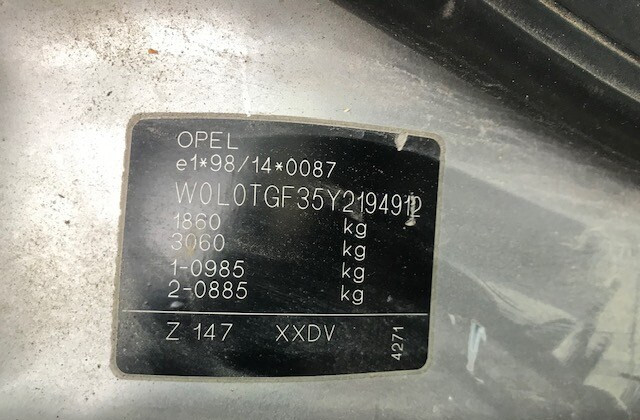 OPEL
e1*98/14*0087
W0L0TGF35Y2194912
1860 kg
3060 kg
1-0985 kg
2-0885 kg
Z 147 XXDV
4271